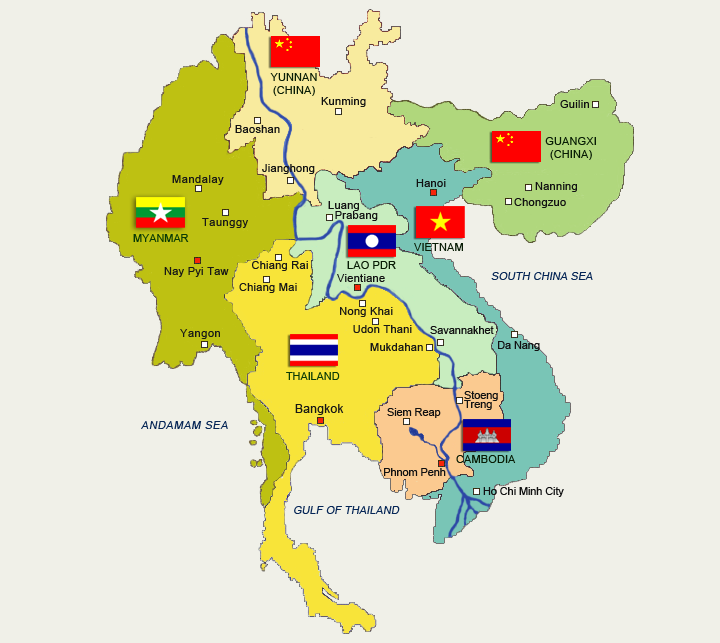 YUNNAN
(CHINA)
Kunming
Baoshan
Guilin
GUANGXI
(CHINA)
Jianghong
Mandalay
Hanoi
Nanning
Chongzuo
Luang
Prabang
Taunggy
MYANMAR
VIETNAM
Chiang Rai
LAO PDR
Nay Pyi Taw
Vientiane
SOUTH CHINA SEA
Chiang Mai
Nong Khai
Udon Thani
Yangon
Savannakhet
Mukdahan
Da Nang
THAILAND
Stoeng
Treng
Bangkok
Siem Reap
ANDAMAM SEA
CAMBODIA
Phnom Penh
Ho Chi Minh City
GULF OF THAILAND